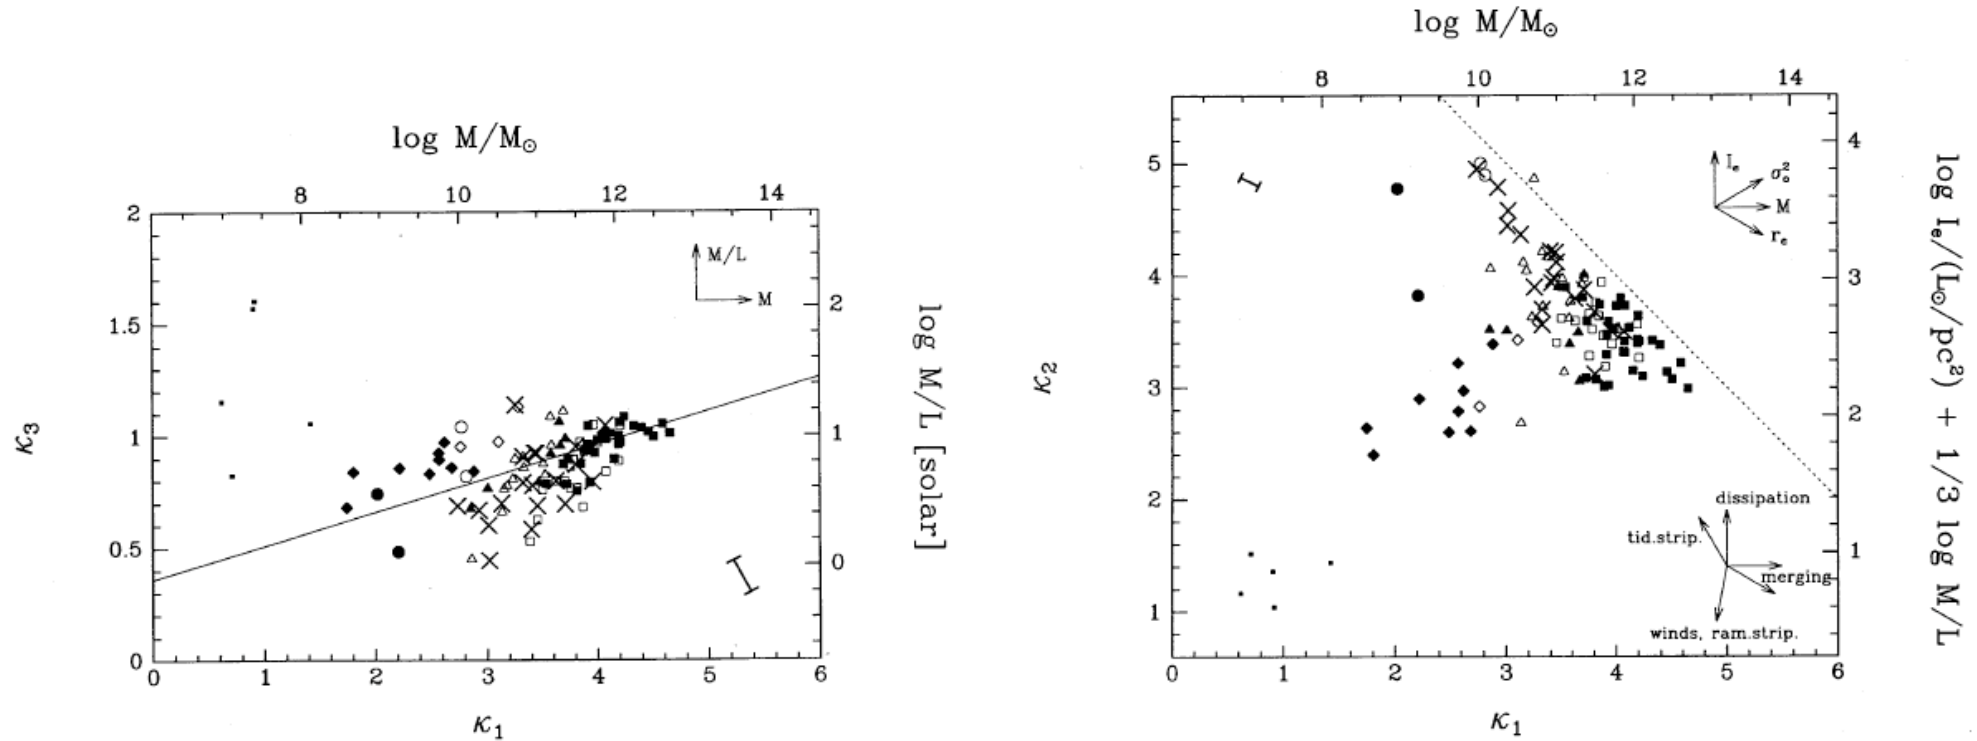 log M/M⊙
8 10 12 14
2
1.5
1
0.5
0
κ3
M/L
M
2
1
0
log M/L [solar]
0 1 2 3 4 5 6
κ1
log M/M⊙
8 10 12 14
5
4
3
2
1
κ2
Ie
σo²
M
re
4
3
2
1
log Ie/(L⊙/pc²) + 1/3 log M/L
dissipation
tid.strip.
merging
winds, ram.strip.
0 1 2 3 4 5 6
κ1